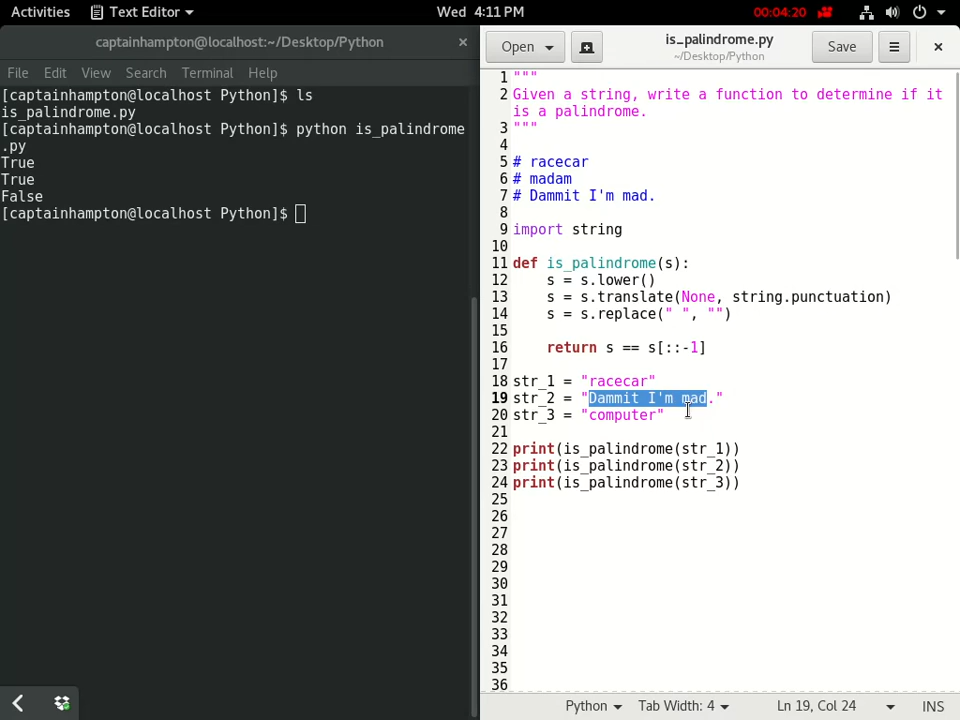 Activities Text Editor Wed 4:11 PM 00:04:20
captainhampton@localhost:~/Desktop/Python ×
File Edit View Search Terminal Help
[captainhampton@localhost Python]$ ls
is_palindrome.py
[captainhampton@localhost Python]$ python is_palindrome
.py
True
True
False
[captainhampton@localhost Python]$
Open is_palindrome.py Save ×
~/Desktop/Python
1 """
2 Given a string, write a function to determine if it
is a palindrome.
3 """
4
5 # racecar
6 # madam
7 # Dammit I'm mad.
8
9 import string
10
11 def is_palindrome(s):
12     s = s.lower()
13     s = s.translate(None, string.punctuation)
14     s = s.replace(" ", "")
15
16     return s == s[::-1]
17
18 str_1 = "racecar"
19 str_2 = "Dammit I'm mad."
20 str_3 = "computer"
21
22 print(is_palindrome(str_1))
23 print(is_palindrome(str_2))
24 print(is_palindrome(str_3))
25
26
27
28
29
30
31
32
33
34
35
36
Python Tab Width: 4 Ln 19, Col 24 INS